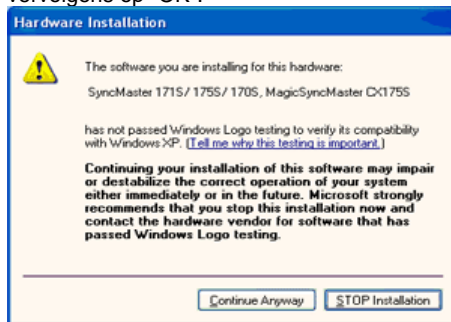 vervolgens op "OK".
Hardware Installation
The software you are installing for this hardware:
SyncMaster 171S/ 175S/ 170S, MagicSyncMaster CX175S
has not passed Windows Logo testing to verify its compatibility
with Windows XP. (Tell me why this testing is important.)
Continuing your installation of this software may impair
or destabilize the correct operation of your system
either immediately or in the future. Microsoft strongly
recommends that you stop this installation now and
contact the hardware vendor for software that has
passed Windows Logo testing.
Continue Anyway STOP Installation